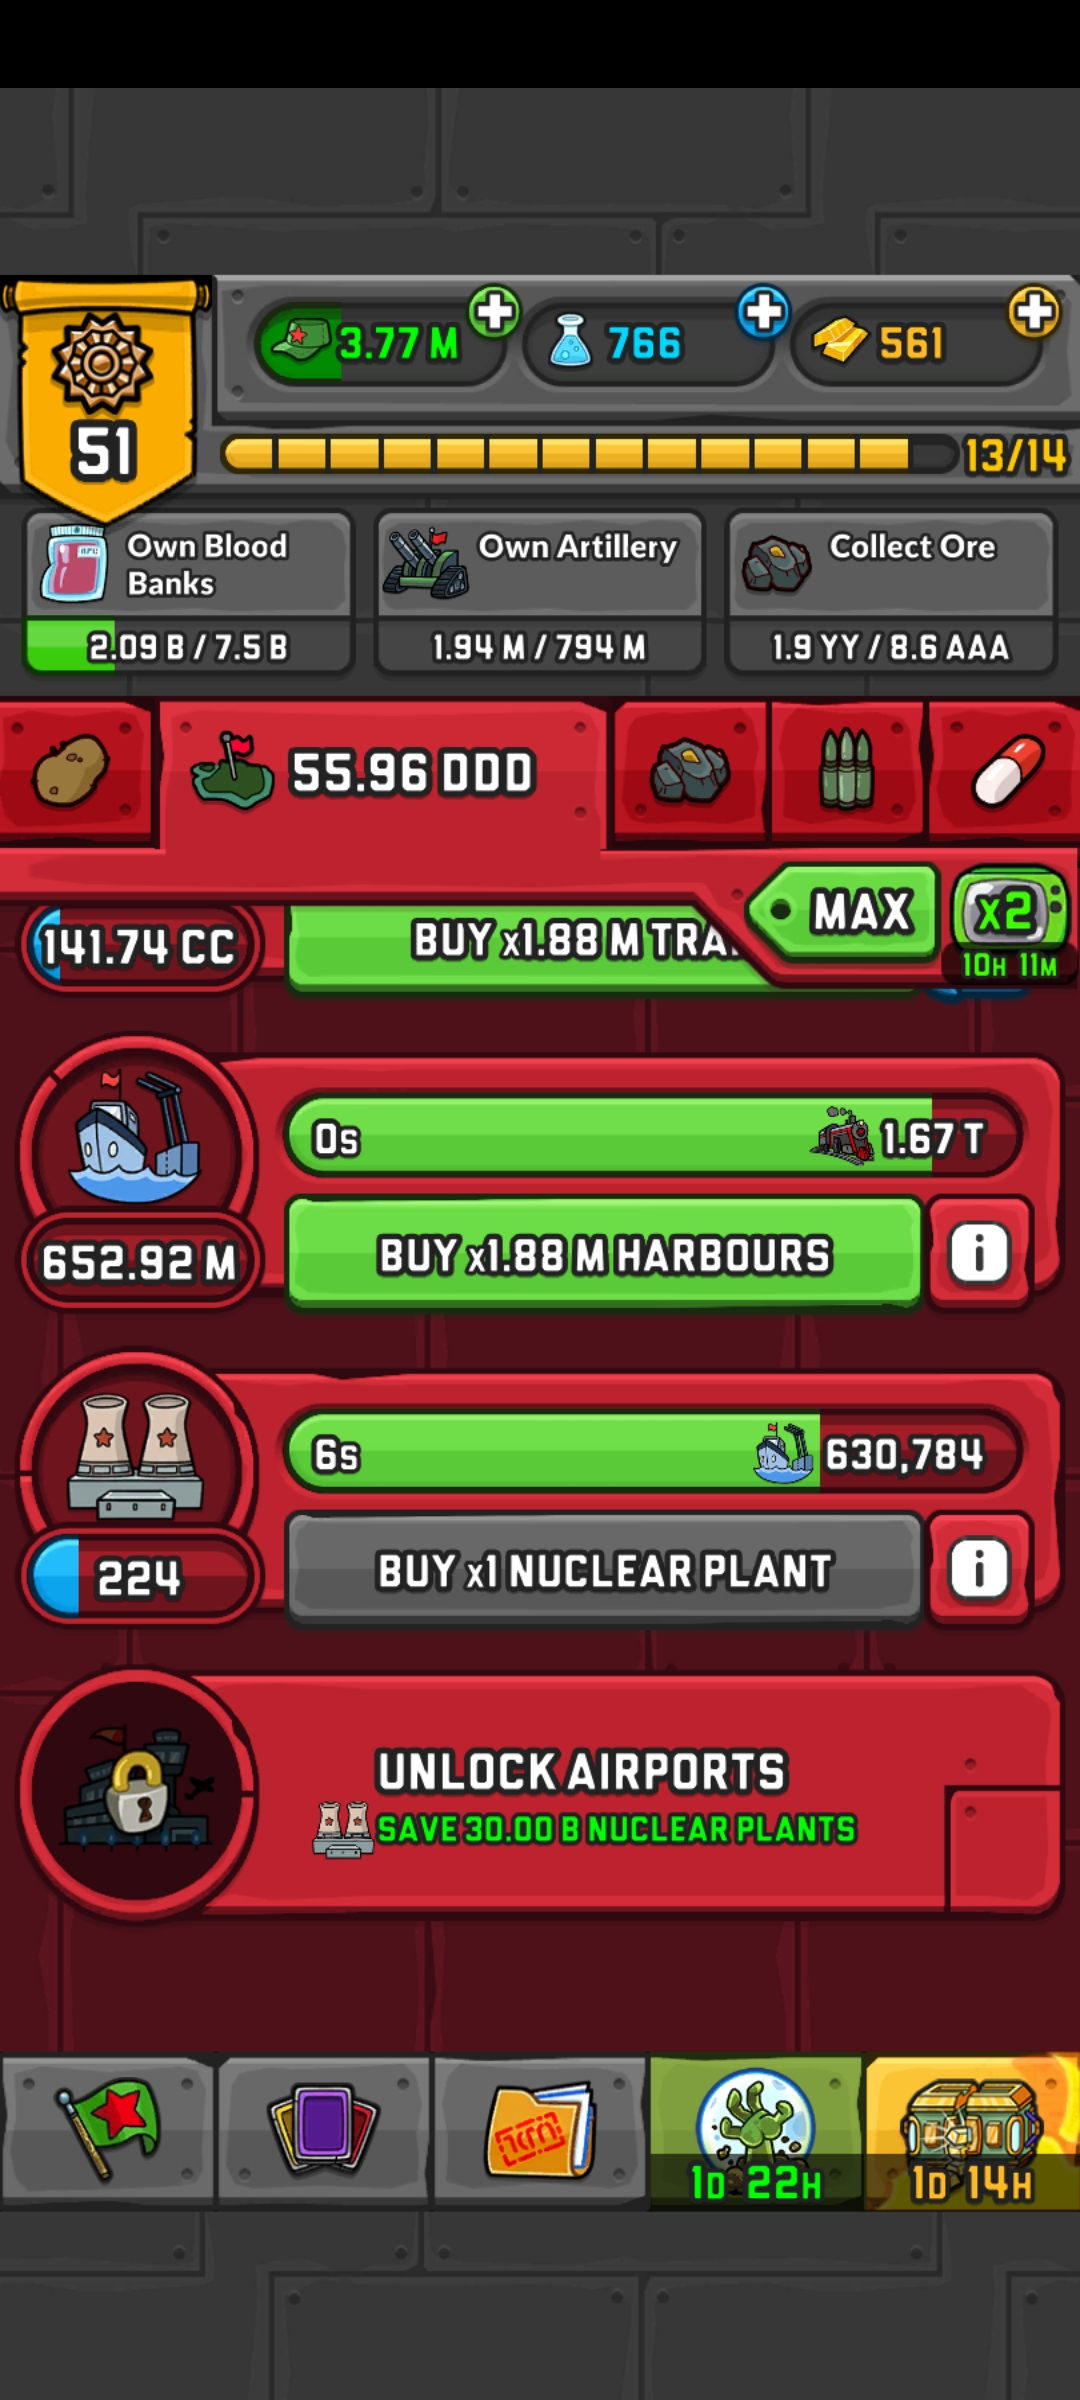 3.77 M
766
561
51
13/14
Own Blood
Banks
2.09 B / 7.5 B
Own Artillery
1.94 M / 794 M
Collect Ore
1.9 YY / 8.6 AAA
55.96 DDD
MAX
x2
10H 11M
141.74 CC
BUY x1.88 M
0s
1.67 T
652.92 M
BUY x1.88 M HARBOURS
i
6s
630,784
224
BUY x1 NUCLEAR PLANT
i
UNLOCK AIRPORTS
SAVE 30.00 B NUCLEAR PLANTS
1D 22H
1D 14H